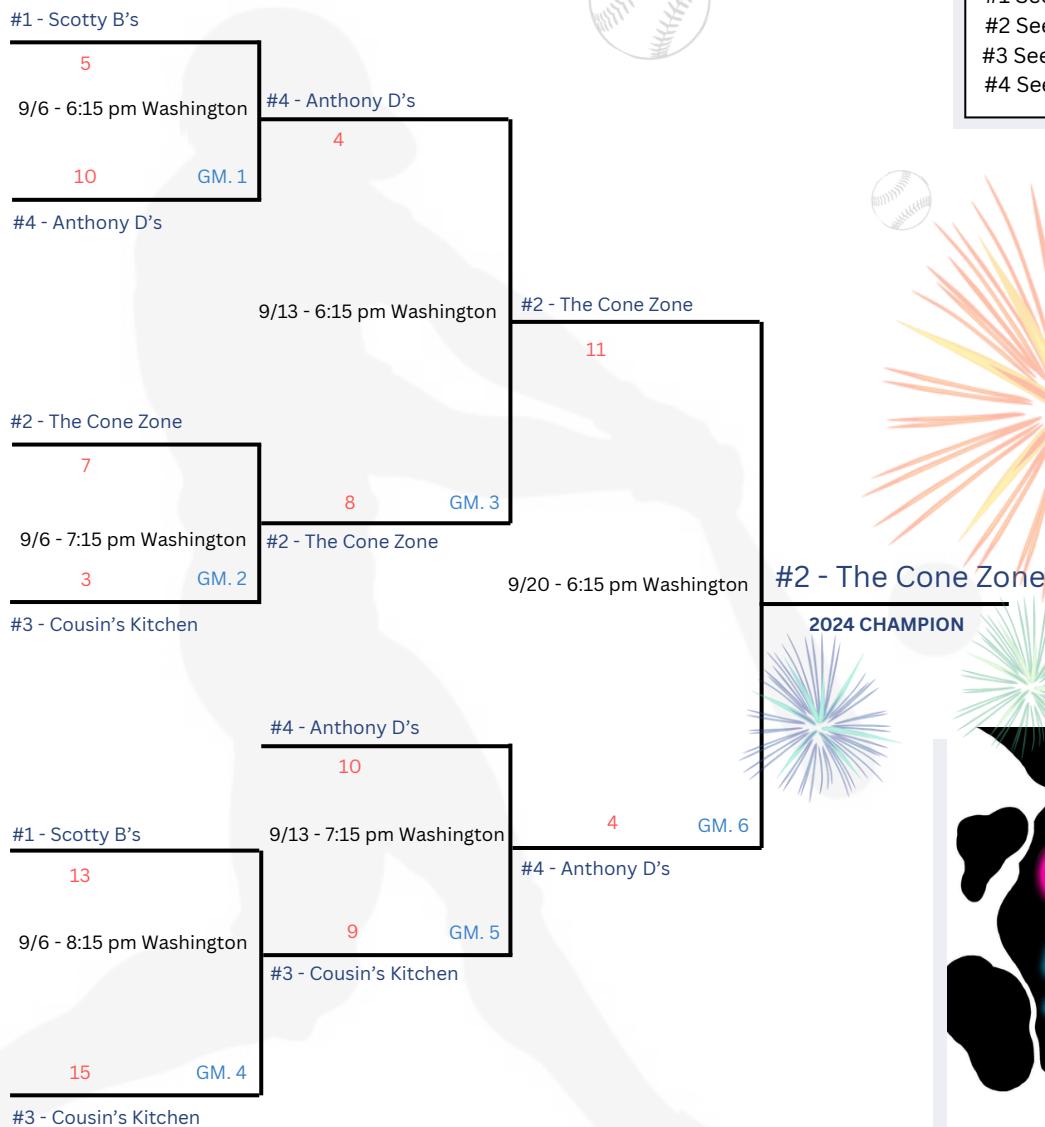 #1 - Scotty B's
5
9/6 - 6:15 pm Washington
10
GM. 1
#4 - Anthony D's
#4 - Anthony D's
4
9/13 - 6:15 pm Washington
8
GM. 3
#2 - The Cone Zone
#2 - The Cone Zone
7
9/6 - 7:15 pm Washington
3
GM. 2
#3 - Cousin's Kitchen
#2 - The Cone Zone
11
9/20 - 6:15 pm Washington
4
GM. 6
#4 - Anthony D's
#2 - The Cone Zone
2024 CHAMPION
#4 - Anthony D's
10
9/13 - 7:15 pm Washington
9
GM. 5
#3 - Cousin's Kitchen
#1 - Scotty B's
13
9/6 - 8:15 pm Washington
15
GM. 4
#3 - Cousin's Kitchen
#2
#3
#4